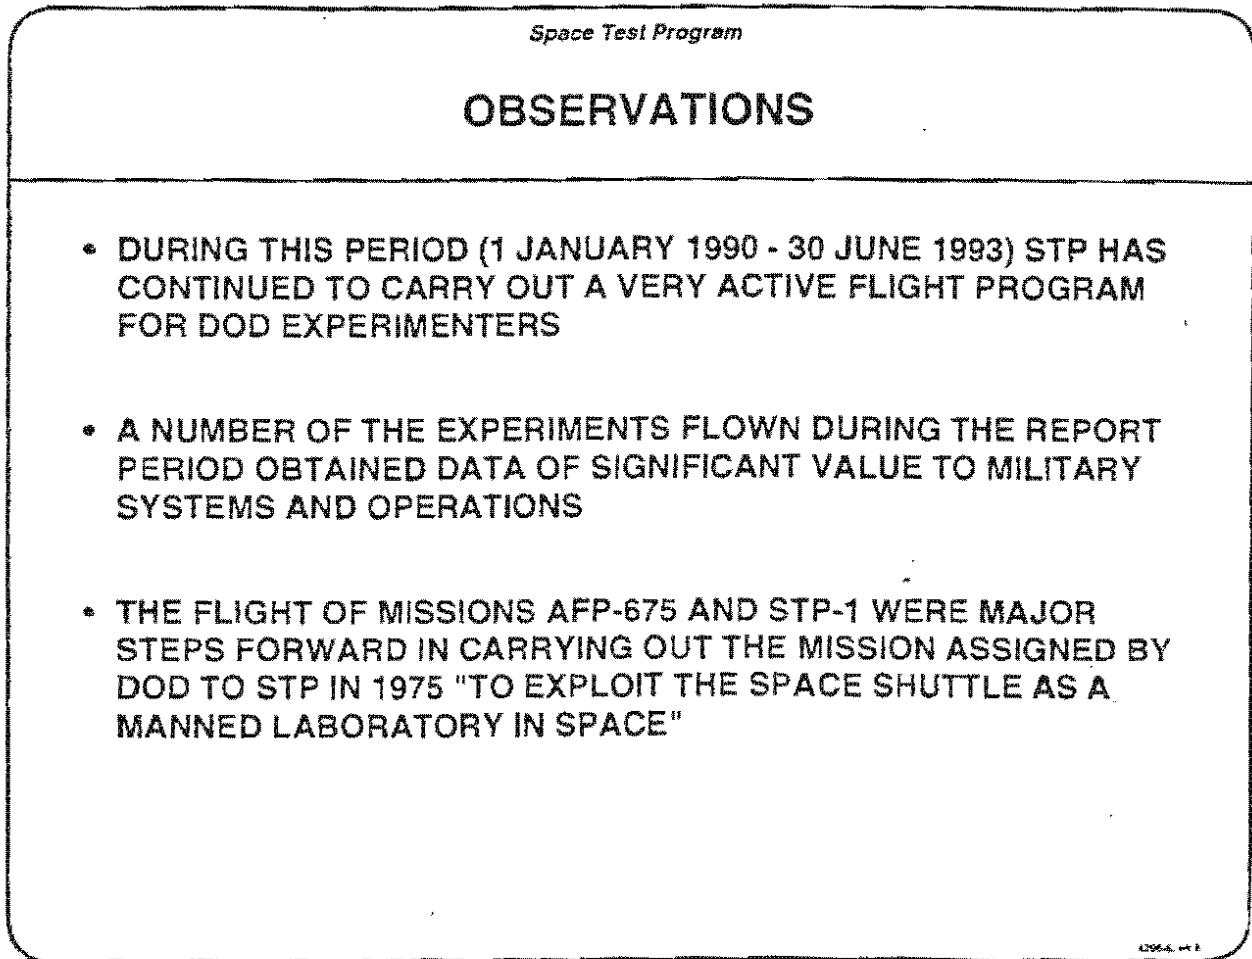 Space Test Program
OBSERVATIONS
• DURING THIS PERIOD (1 JANUARY 1990 - 30 JUNE 1993) STP HAS
CONTINUED TO CARRY OUT A VERY ACTIVE FLIGHT PROGRAM
FOR DOD EXPERIMENTERS
• A NUMBER OF THE EXPERIMENTS FLOWN DURING THE REPORT
PERIOD OBTAINED DATA OF SIGNIFICANT VALUE TO MILITARY
SYSTEMS AND OPERATIONS
• THE FLIGHT OF MISSIONS AFP-675 AND STP-1 WERE MAJOR
STEPS FORWARD IN CARRYING OUT THE MISSION ASSIGNED BY
DOD TO STP IN 1975 "TO EXPLOIT THE SPACE SHUTTLE AS A
MANNED LABORATORY IN SPACE"